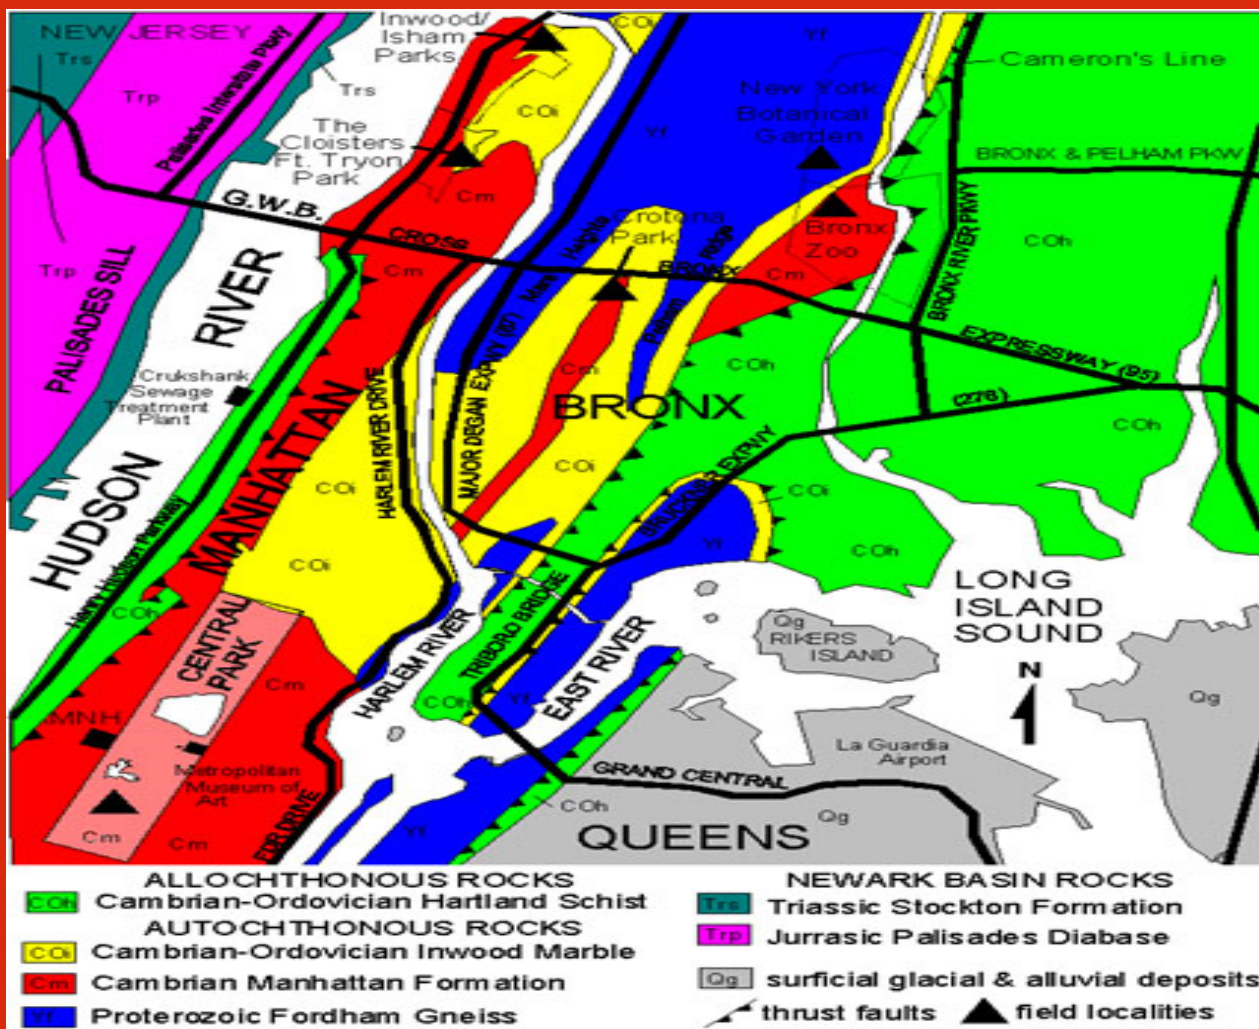 NEW JERSEY
Trs
Trp
Palisades Interstate Pkwy
Trs
Inwood/
Isham
Parks
COi
Yf
Cameron's Line
The
Cloisters
Ft. Tryon
Park
COi
Yf
New York
Botanical
Garden
BRONX & PELHAM PKW
G.W.B.
Cm
CROSS
Heights
Crotona
Park
Ridge
Bronx
Zoo
BRONX RIVER PKWY
COh
Trp
PALISADES SILL
HUDSON RIVER
Cm
BRONX
Cm
EXPRESSWAY (95)
MAJOR DEGAN EXPWY (87)
Pelham
COh
Crukshank
Sewage
Treatment
Plant
MANHATTAN
HARLEM RIVER DRIVE
Cm
BRONX
(278)
COh
COi
COi
COi
BRUCKNER EXPWY
COi
Yf
COh
Henry Hudson Parkway
COi
COh
CENTRAL
PARK
HARLEM RIVER
TRIBORO BRIDGE
EAST RIVER
LONG
ISLAND
SOUND
Qg
RIKERS
ISLAND
N
Cm
COh
Yf
Qg
AMNH
La Guardia
Airport
Metropolitan
Museum of
Art
GRAND CENTRAL
Cm
Cm
FDR DRIVE
Yf
COh
QUEENS
Qg
ALLOCHTHONOUS ROCKS
COh Cambrian-Ordovician Hartland Schist
AUTOCHTHONOUS ROCKS
COi Cambrian-Ordovician Inwood Marble
Cm Cambrian Manhattan Formation
Yf Proterozoic Fordham Gneiss
NEWARK BASIN ROCKS
Trs Triassic Stockton Formation
Trp Jurrasic Palisades Diabase
Qg surficial glacial & alluvial deposits
thrust faults
field localities